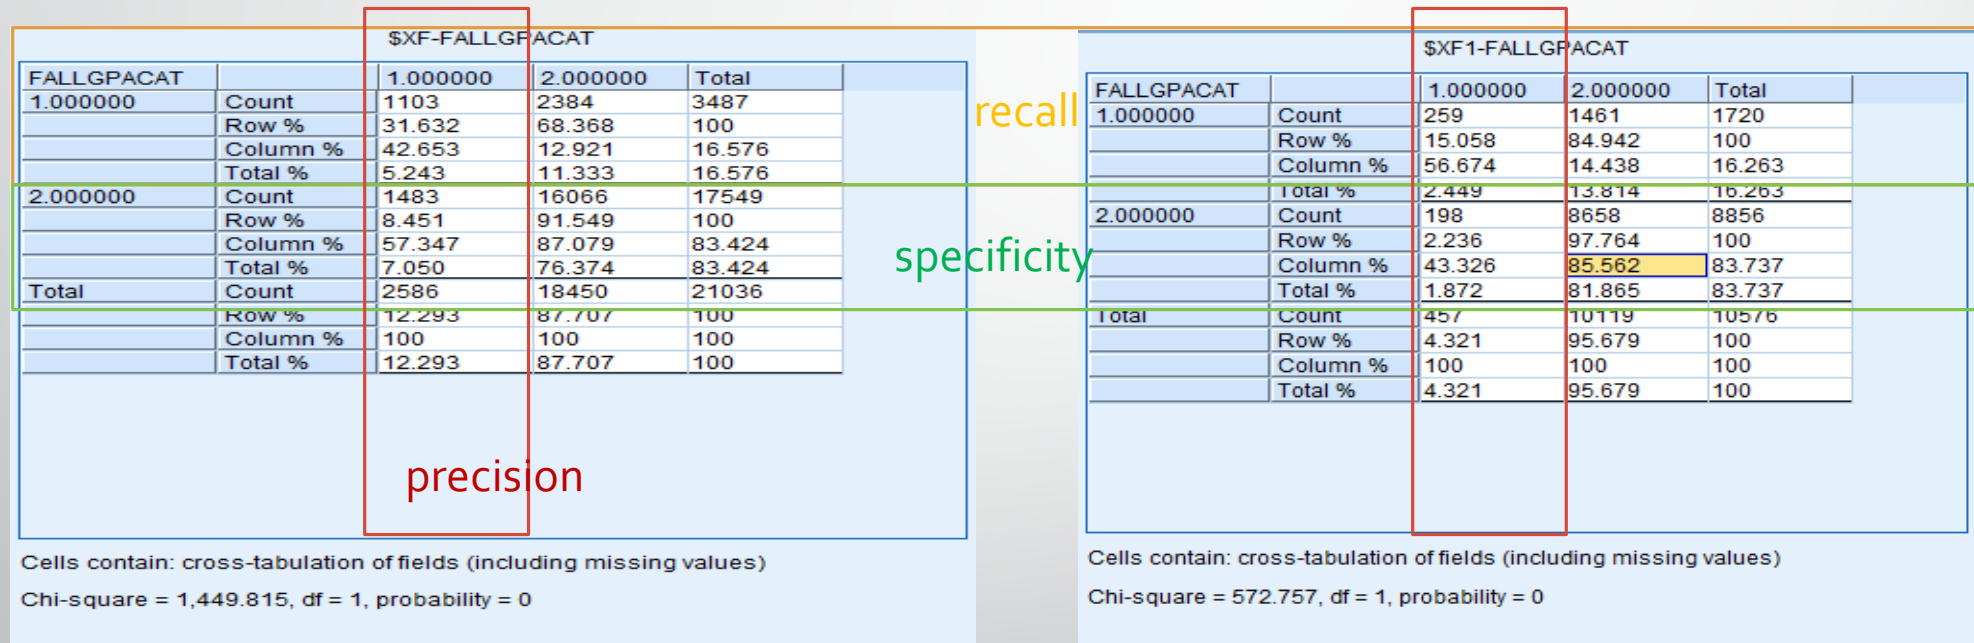 $XF-FALLGPACAT
FALLGPACAT 1.000000 2.000000 Total
1.000000 Count 1103 2384 3487
Row % 31.632 68.368 100
Column % 42.653 12.921 16.576
Total % 5.243 11.333 16.576
2.000000 Count 1483 16066 17549
Row % 8.451 91.549 100
Column % 57.347 87.079 83.424
Total % 7.050 76.374 83.424
Total Count 2586 18450 21036
Row % 12.293 87.707 100
Column % 100 100 100
Total % 12.293 87.707 100
precision
Cells contain: cross-tabulation of fields (including missing values)
Chi-square = 1,449.815, df = 1, probability = 0
recall
specificity
$XF1-FALLGPACAT
FALLGPACAT 1.000000 2.000000 Total
1.000000 Count 259 1461 1720
Row % 15.058 84.942 100
Column % 56.674 14.438 16.263
Total % 2.449 13.814 16.263
2.000000 Count 198 8658 8856
Row % 2.236 97.764 100
Column % 43.326 85.562 83.737
Total % 1.872 81.865 83.737
Total Count 457 10119 10576
Row % 4.321 95.679 100
Column % 100 100 100
Total % 4.321 95.679 100
Cells contain: cross-tabulation of fields (including missing values)
Chi-square = 572.757, df = 1, probability = 0